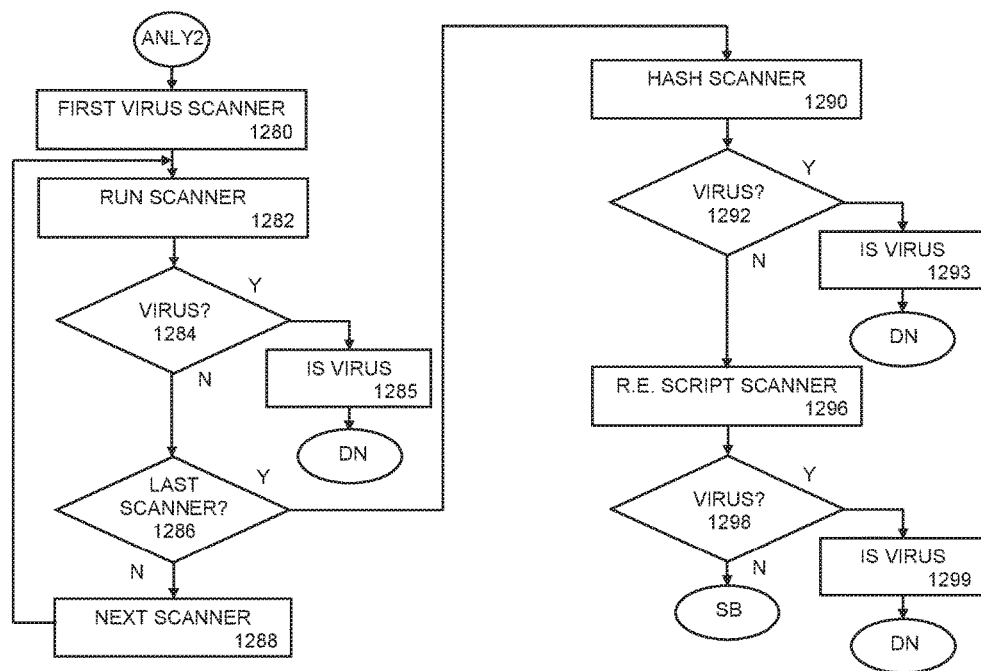 ANLY2
FIRST VIRUS SCANNER
1280
RUN SCANNER
1282
VIRUS?
1284
Y
N
IS VIRUS
1285
DN
LAST
SCANNER?
1286
Y
N
NEXT SCANNER
1288
HASH SCANNER
1290
VIRUS?
1292
Y
N
IS VIRUS
1293
DN
R.E. SCRIPT SCANNER
1296
VIRUS?
1298
Y
N
IS VIRUS
1299
DN
SB